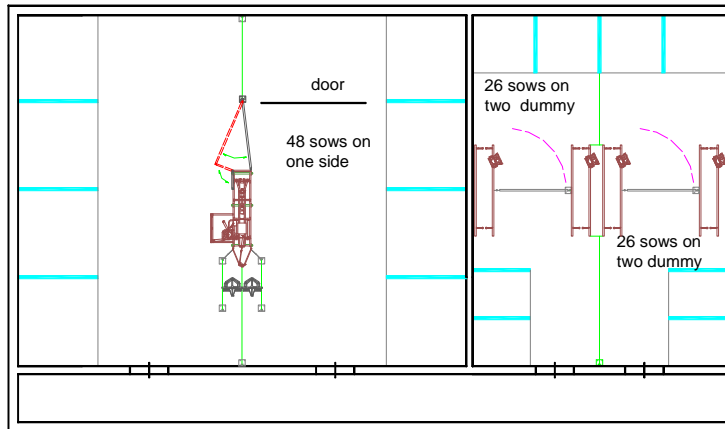 door
48 sows on
one side
26 sows on
two  dummy
26 sows on
two dummy